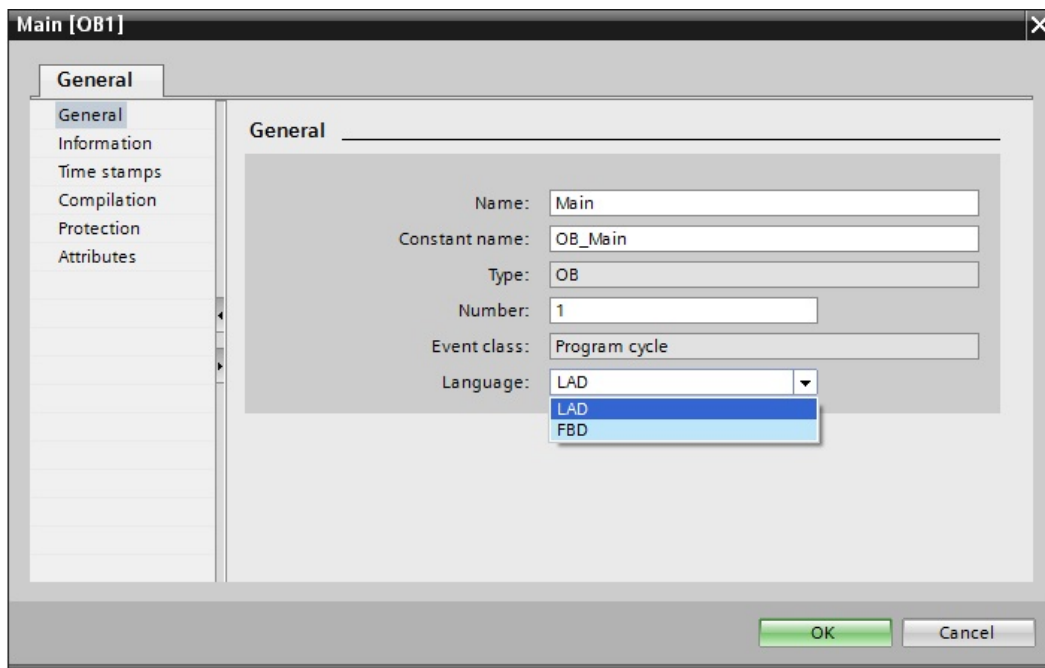 Main [OB1]
General
General
Information
Time stamps
Compilation
Protection
Attributes
General
Name: Main
Constant name: OB_Main
Type: OB
Number: 1
Event class: Program cycle
Language: LAD
LAD
FBD
OK Cancel